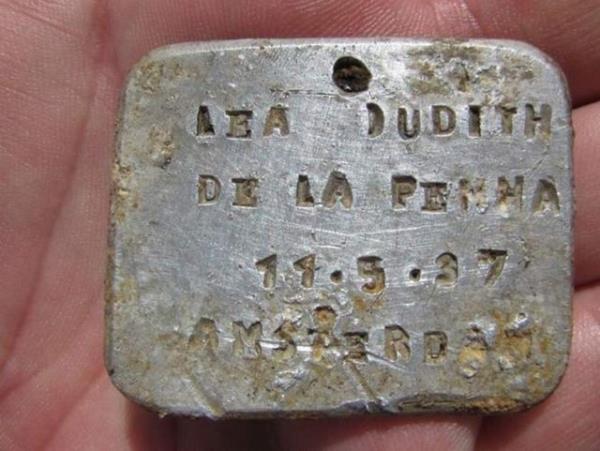 LEA JUDITH
DE LA PENHA
11.5.37
AMSTERDAM